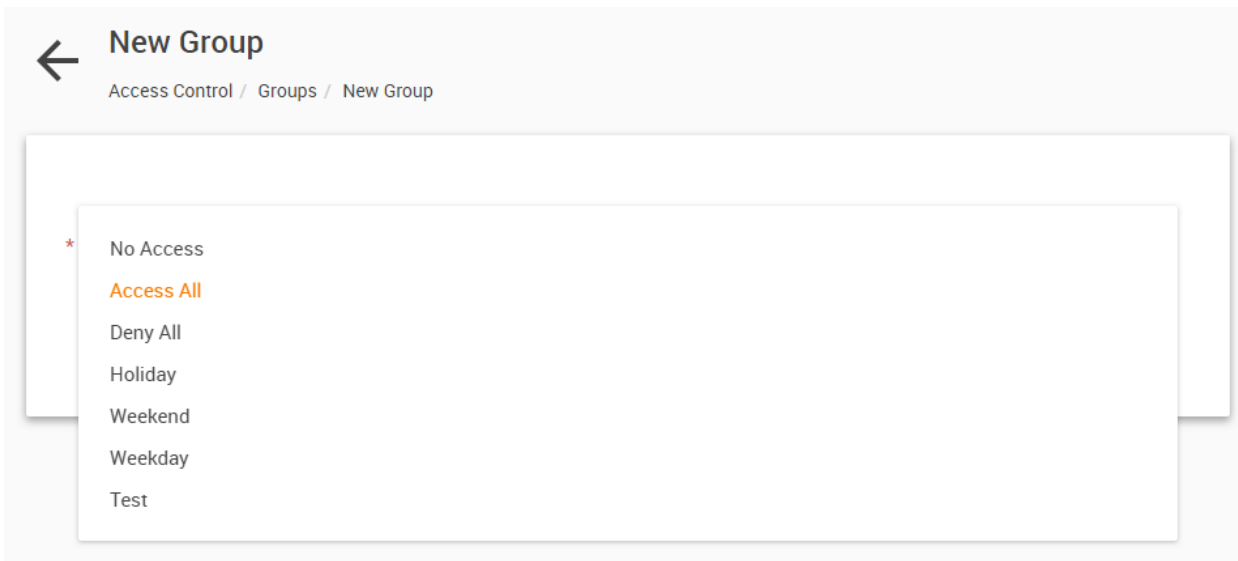 New Group
Access Control / Groups / New Group
* No Access
Access All
Deny All
Holiday
Weekend
Weekday
Test